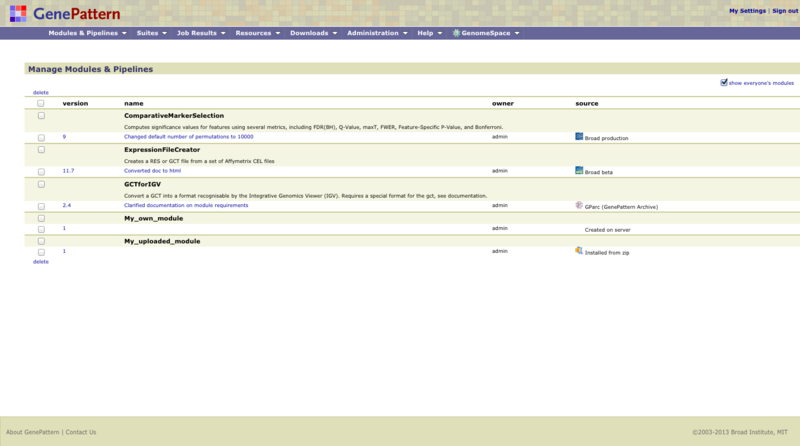 GenePattern
My Settings | Sign out
Modules & Pipelines Suites Job Results Resources Downloads Administration Help GenomeSpace
Manage Modules & Pipelines
show everyone's modules
delete
version name owner source
ComparativeMarkerSelection
Computes significance values for features using several metrics, including FDR(BH), Q-Value, maxT, FWER, Feature-Specific P-Value, and Bonferroni.
9 Changed default number of permutations to 10000 admin Broad production
ExpressionFileCreator
Creates a RES or GCT file from a set of Affymetrix CEL files
11.7 Converted doc to html admin Broad beta
GCTforIGV
Convert a GCT into a format recognisable by the Integrative Genomics Viewer (IGV). Requires a special format for the gct, see documentation.
2.4 Clarified documentation on module requirements admin GParc (GenePattern Archive)
My_own_module
1 admin Created on server
My_uploaded_module
1 admin Installed from zip
delete
About GenePattern | Contact Us
©2003-2013 Broad Institute, MIT